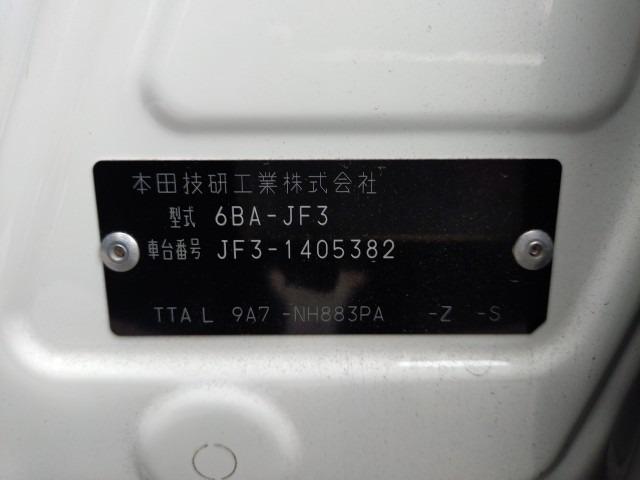 本田技研工業株式会社
型式 6BA-JF3
車台番号 JF3-1405382
TTA L 9A7 -NH883PA -Z -S